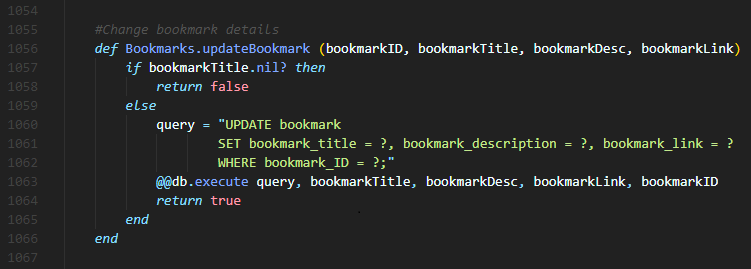 1054
1055 #Change bookmark details
1056 def Bookmarks.updateBookmark (bookmarkID, bookmarkTitle, bookmarkDesc, bookmarkLink)
1057 if bookmarkTitle.nil? then
1058 return false
1059 else
1060 query = "UPDATE bookmark
1061 SET bookmark_title = ?, bookmark_description = ?, bookmark_link = ?
1062 WHERE bookmark_ID = ?;"
1063 @@db.execute query, bookmarkTitle, bookmarkDesc, bookmarkLink, bookmarkID
1064 return true
1065 end
1066 end
1067